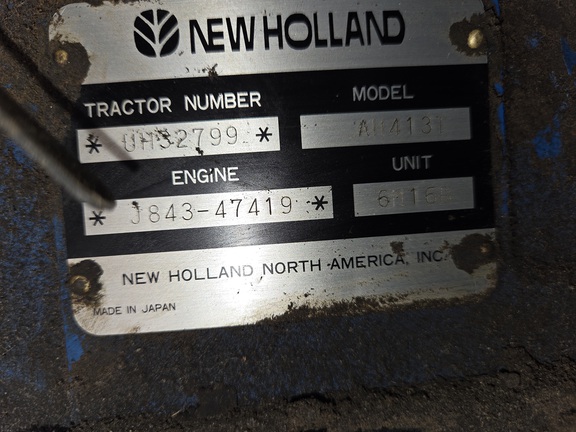 NEW HOLLAND
TRACTOR NUMBER
MODEL
* UH32799 *
ENGINE
UNIT
* J843-47419 *
NEW HOLLAND NORTH AMERICA, INC.
MADE IN JAPAN